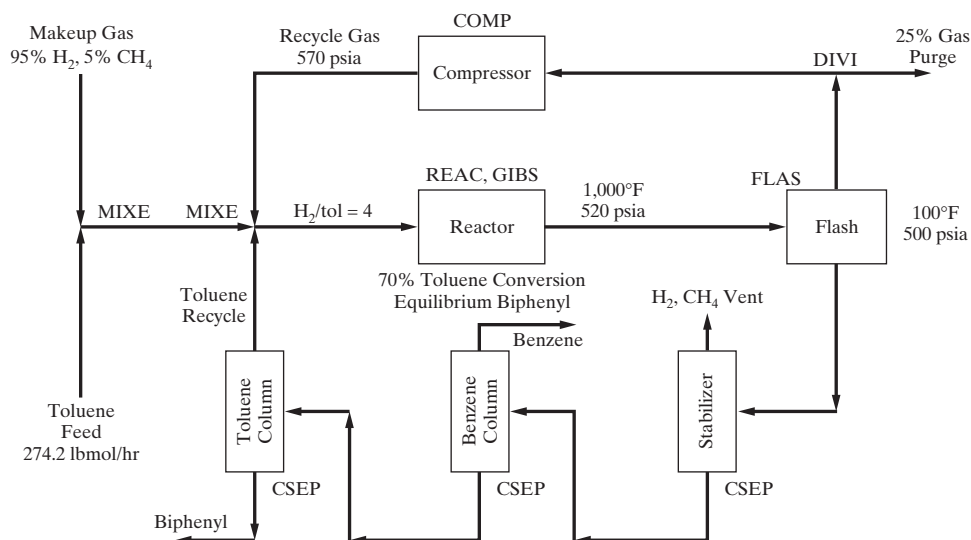 COMP
Makeup Gas
95% H₂, 5% CH₄
Recycle Gas
570 psia
Compressor
DIVI
25% Gas
Purge
REAC, GIBS
FLAS
MIXE
MIXE
H₂/tol = 4
Reactor
1,000°F
520 psia
Flash
100°F
500 psia
70% Toluene Conversion
Equilibrium Biphenyl
Toluene
Recycle
H₂, CH₄ Vent
Benzene
Toluene
Feed
274.2 lbmol/hr
Toluene
Column
Benzene
Column
Stabilizer
CSEP
CSEP
CSEP
Biphenyl